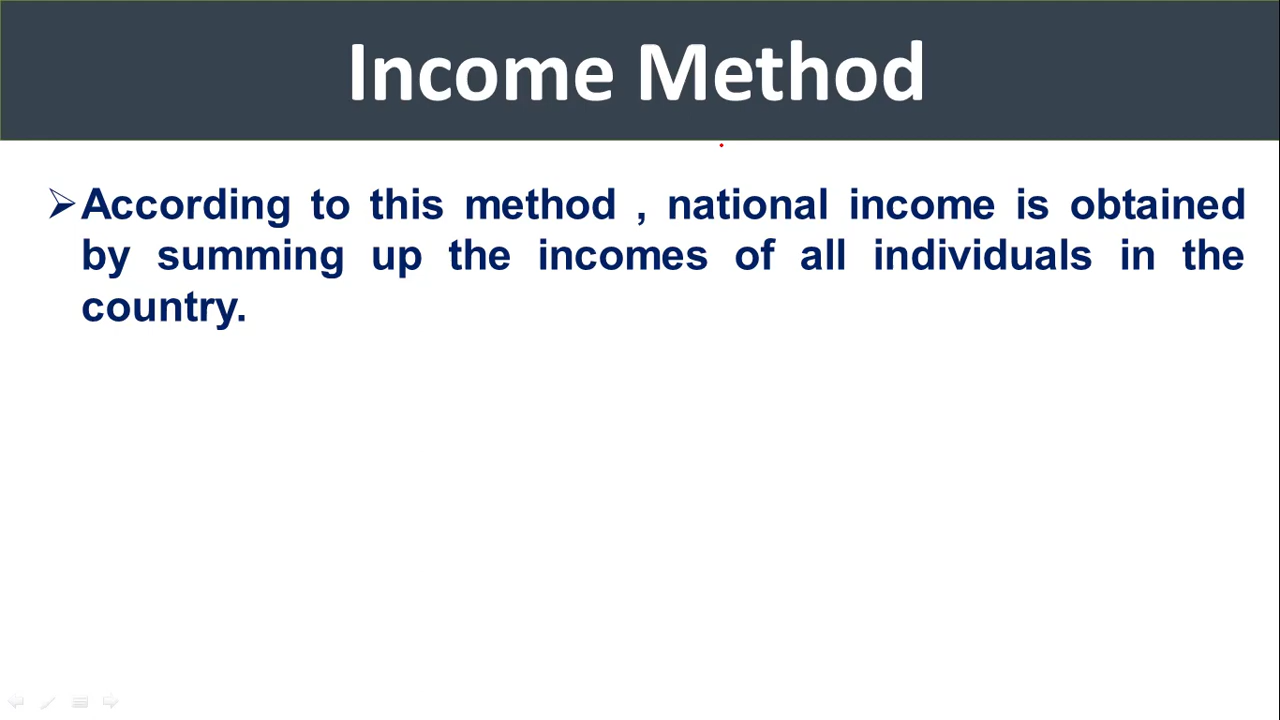 Income Method
➢According to this method , national income is obtained
by summing up the incomes of all individuals in the
country.